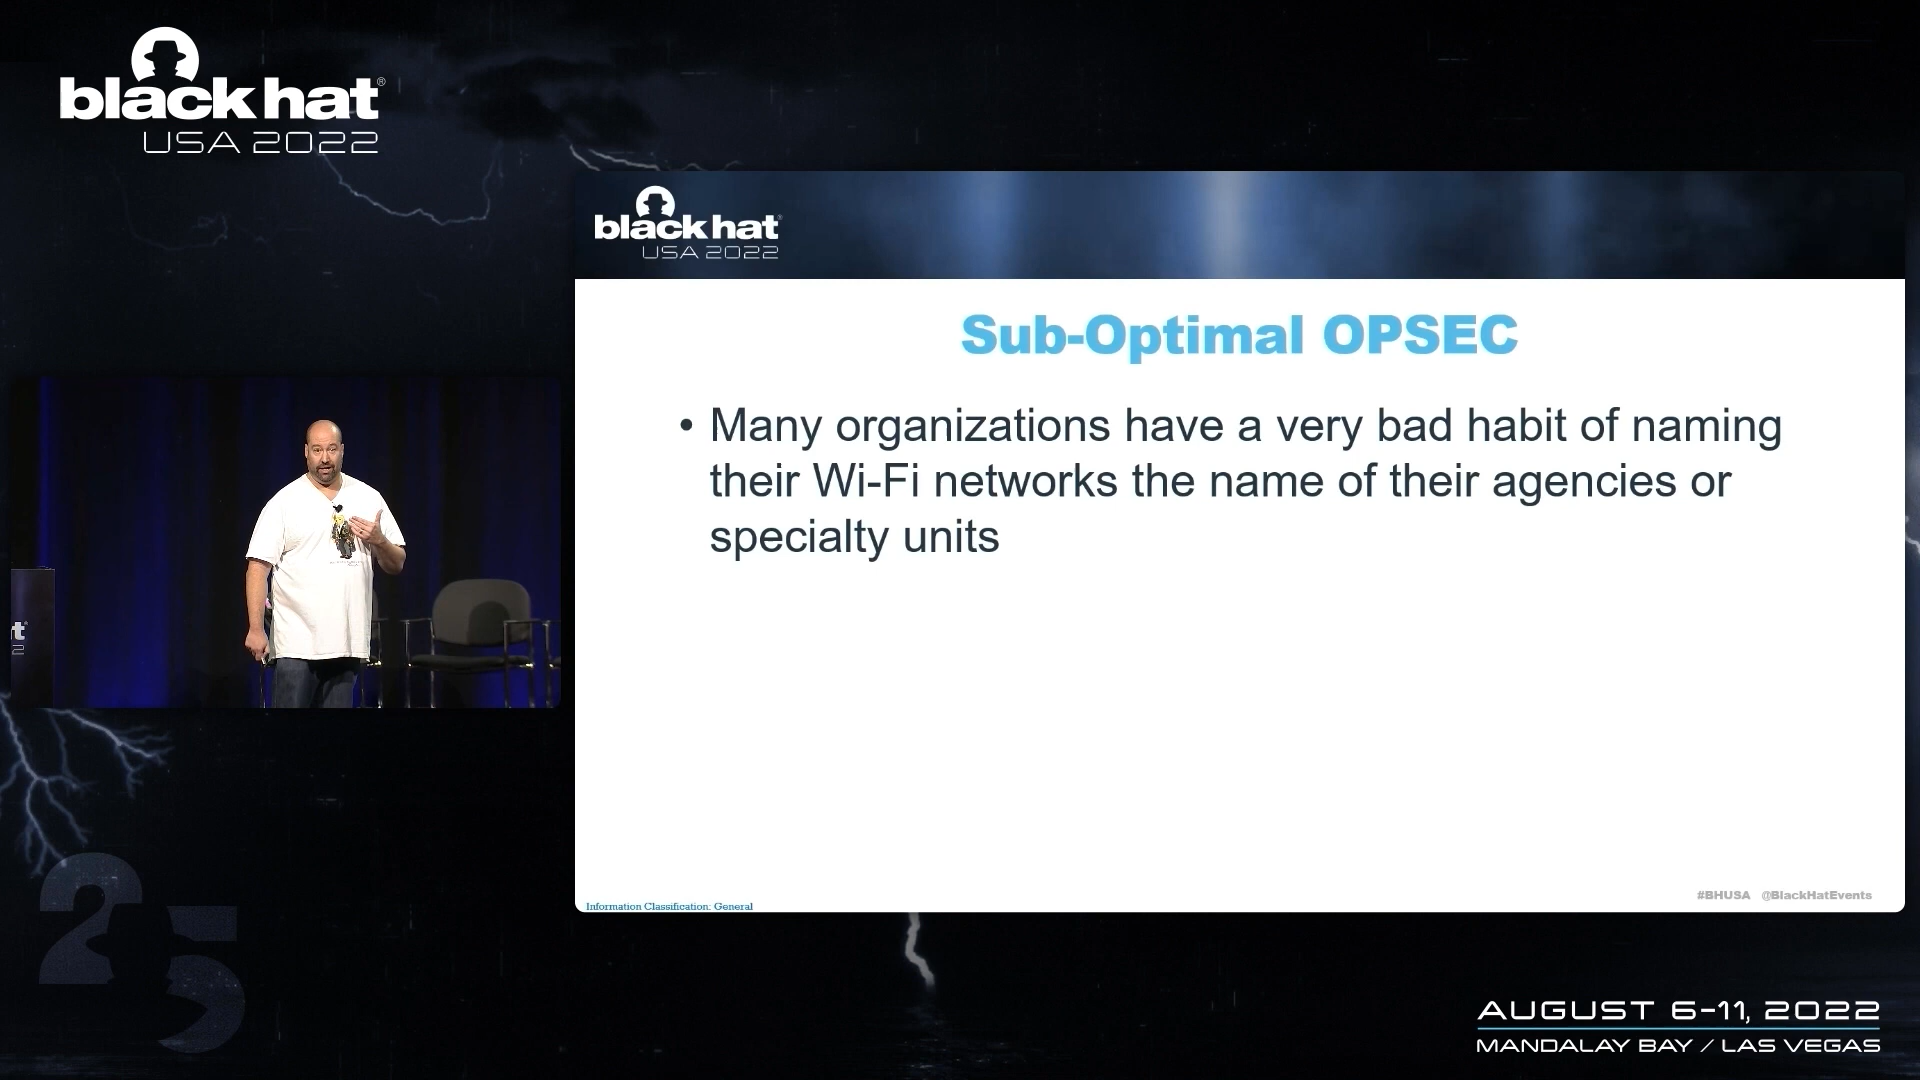 black hat®
USA 2022
black hat®
USA 2022
Sub-Optimal OPSEC
• Many organizations have a very bad habit of naming
their Wi-Fi networks the name of their agencies or
specialty units
t®
2
#BHUSA @BlackHatEvents
Information Classification: General
25
AUGUST 6-11, 2022
MANDALAY BAY / LAS VEGAS